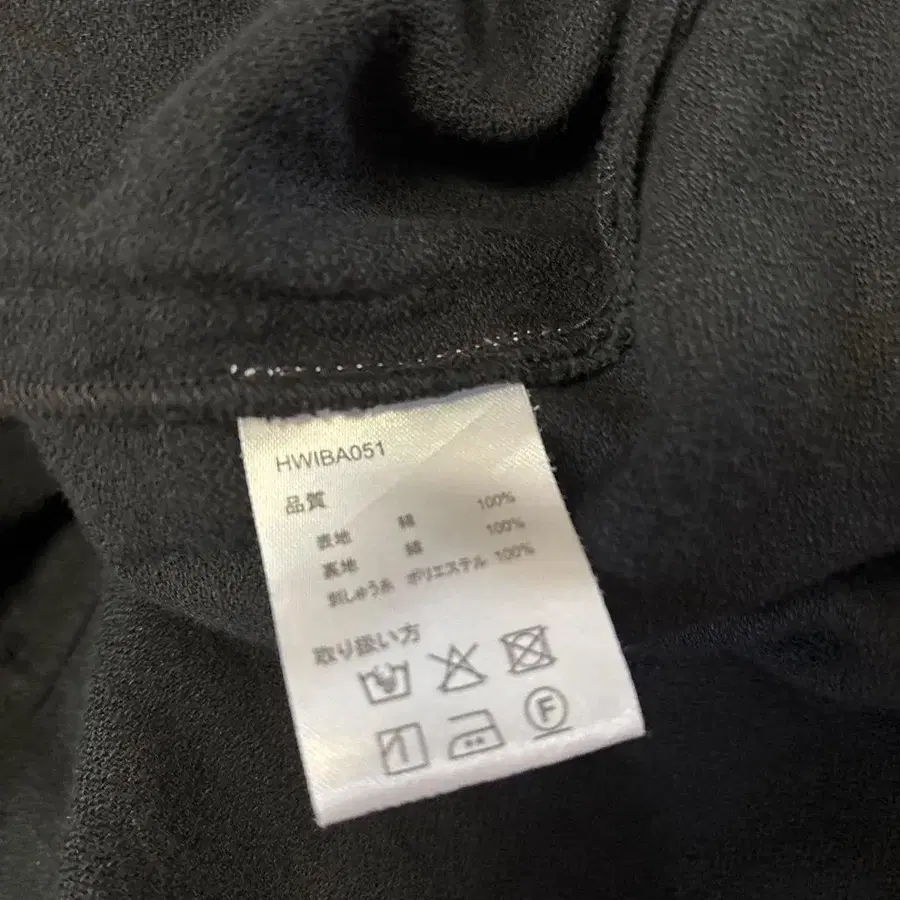 HWIBA051
品質
表地 綿 100%
裏地 綿 100%
刺しゅう糸 ポリエステル 100%
取り扱い方
F